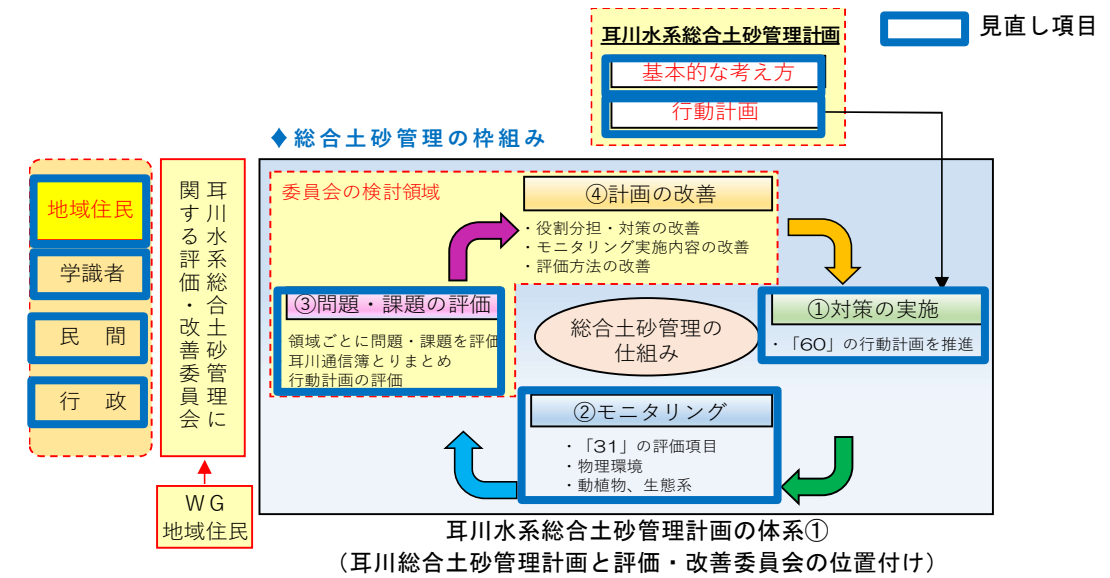 見直し項目
耳川水系総合土砂管理計画
基本的な考え方
行動計画
◆総合土砂管理の枠組み
地域住民
学識者
民　間
行　政
耳川水系総合土砂管理に
関する評価・改善委員会
WG
地域住民
委員会の検討領域
④計画の改善
・役割分担・対策の改善
・モニタリング実施内容の改善
・評価方法の改善
③問題・課題の評価
領域ごとに問題・課題を評価
耳川通信簿とりまとめ
行動計画の評価
総合土砂管理の
仕組み
①対策の実施
・「60」の行動計画を推進
②モニタリング
・「31」の評価項目
・物理環境
・動植物、生態系
耳川水系総合土砂管理計画の体系①
（耳川総合土砂管理計画と評価・改善委員会の位置付け）